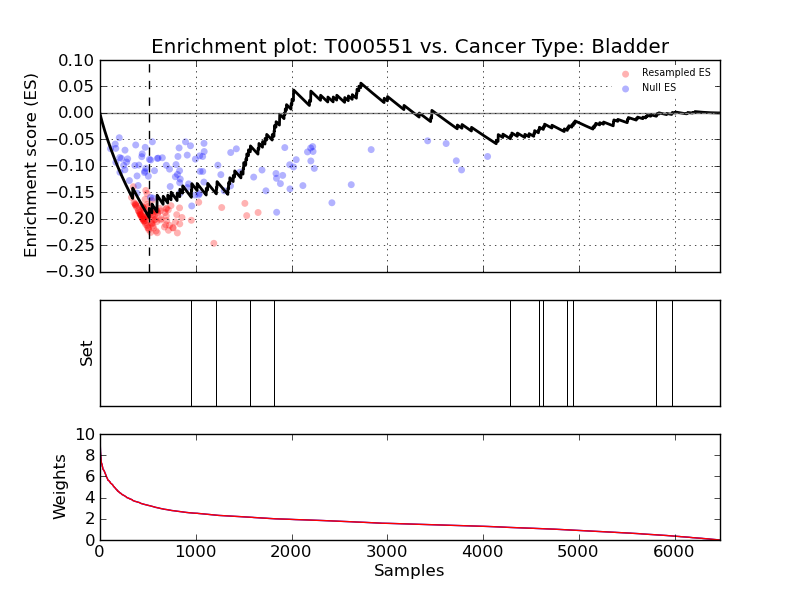 Enrichment plot: T000551 vs. Cancer Type: Bladder
Enrichment score (ES)
0.10
0.05
0.00
−0.05
−0.10
−0.15
−0.20
−0.25
−0.30
Resampled ES
Null ES
Set
Weights
10
8
6
4
2
0
0 1000 2000 3000 4000 5000 6000
Samples